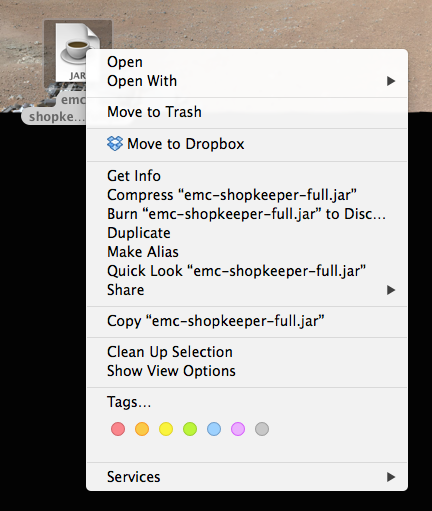 JAR
emc
shopke...
Open
Open With
Move to Trash
Move to Dropbox
Get Info
Compress “emc-shopkeeper-full.jar”
Burn “emc-shopkeeper-full.jar” to Disc...
Duplicate
Make Alias
Quick Look “emc-shopkeeper-full.jar”
Share
Copy “emc-shopkeeper-full.jar”
Clean Up Selection
Show View Options
Tags...
Services